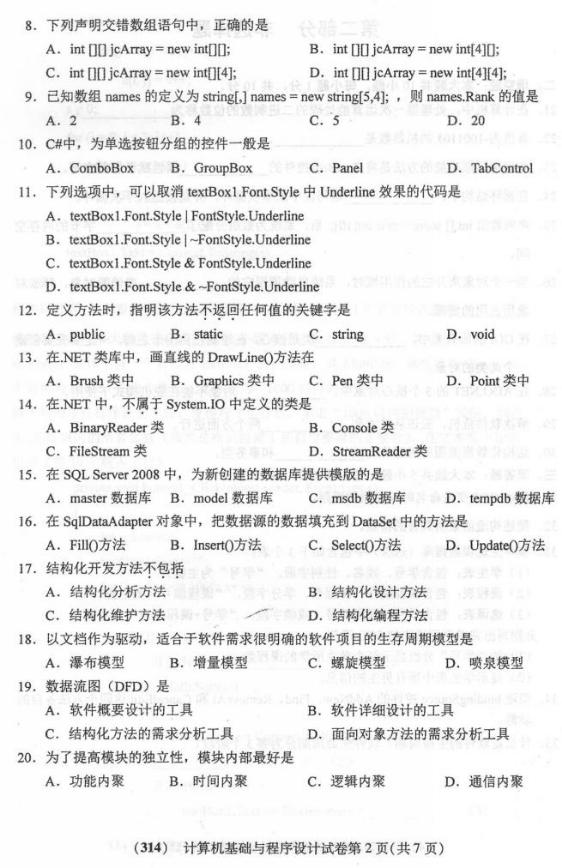 8．下列声明交错数组语句中，正确的是
A．int [][] jcArray = new int[][]; B．int [][] jcArray = new int[4][];
C．int [][] jcArray = new int[][4]; D．int [][] jcArray = new int[4][4];
9．已知数组 names 的定义为 string[,] names = new string[5,4]; ，则 names.Rank 的值是
A．2 B．4 C．5 D．20
10．C#中，为单选按钮分组的控件一般是
A．ComboBox B．GroupBox C．Panel D．TabControl
11．下列选项中，可以取消 textBox1.Font.Style 中 Underline 效果的代码是
A．textBox1.Font.Style | FontStyle.Underline
B．textBox1.Font.Style | ~FontStyle.Underline
C．textBox1.Font.Style & FontStyle.Underline
D．textBox1.Font.Style & ~FontStyle.Underline
12．定义方法时，指明该方法不返回任何值的关键字是
A．public B．static C．string D．void
13．在.NET 类库中，画直线的 DrawLine()方法在
A．Brush 类中 B．Graphics 类中 C．Pen 类中 D．Point 类中
14．在.NET 中，不属于 System.IO 中定义的类是
A．BinaryReader 类 B．Console 类
C．FileStream 类 D．StreamReader 类
15．在 SQL Server 2008 中，为新创建的数据库提供模版的是
A．master 数据库 B．model 数据库 C．msdb 数据库 D．tempdb 数据库
16．在 SqlDataAdapter 对象中，把数据源的数据填充到 DataSet 中的方法是
A．Fill()方法 B．Insert()方法 C．Select()方法 D．Update()方法
17．结构化开发方法不包括
A．结构化分析方法 B．结构化设计方法
C．结构化维护方法 D．结构化编程方法
18．以文档作为驱动，适合于软件需求很明确的软件项目的生存周期模型是
A．瀑布模型 B．增量模型 C．螺旋模型 D．喷泉模型
19．数据流图（DFD）是
A．软件概要设计的工具 B．软件详细设计的工具
C．结构化方法的需求分析工具 D．面向对象方法的需求分析工具
20．为了提高模块的独立性，模块内部最好是
A．功能内聚 B．时间内聚 C．逻辑内聚 D．通信内聚
(314) 计算机基础与程序设计试卷第 2 页(共 7 页)